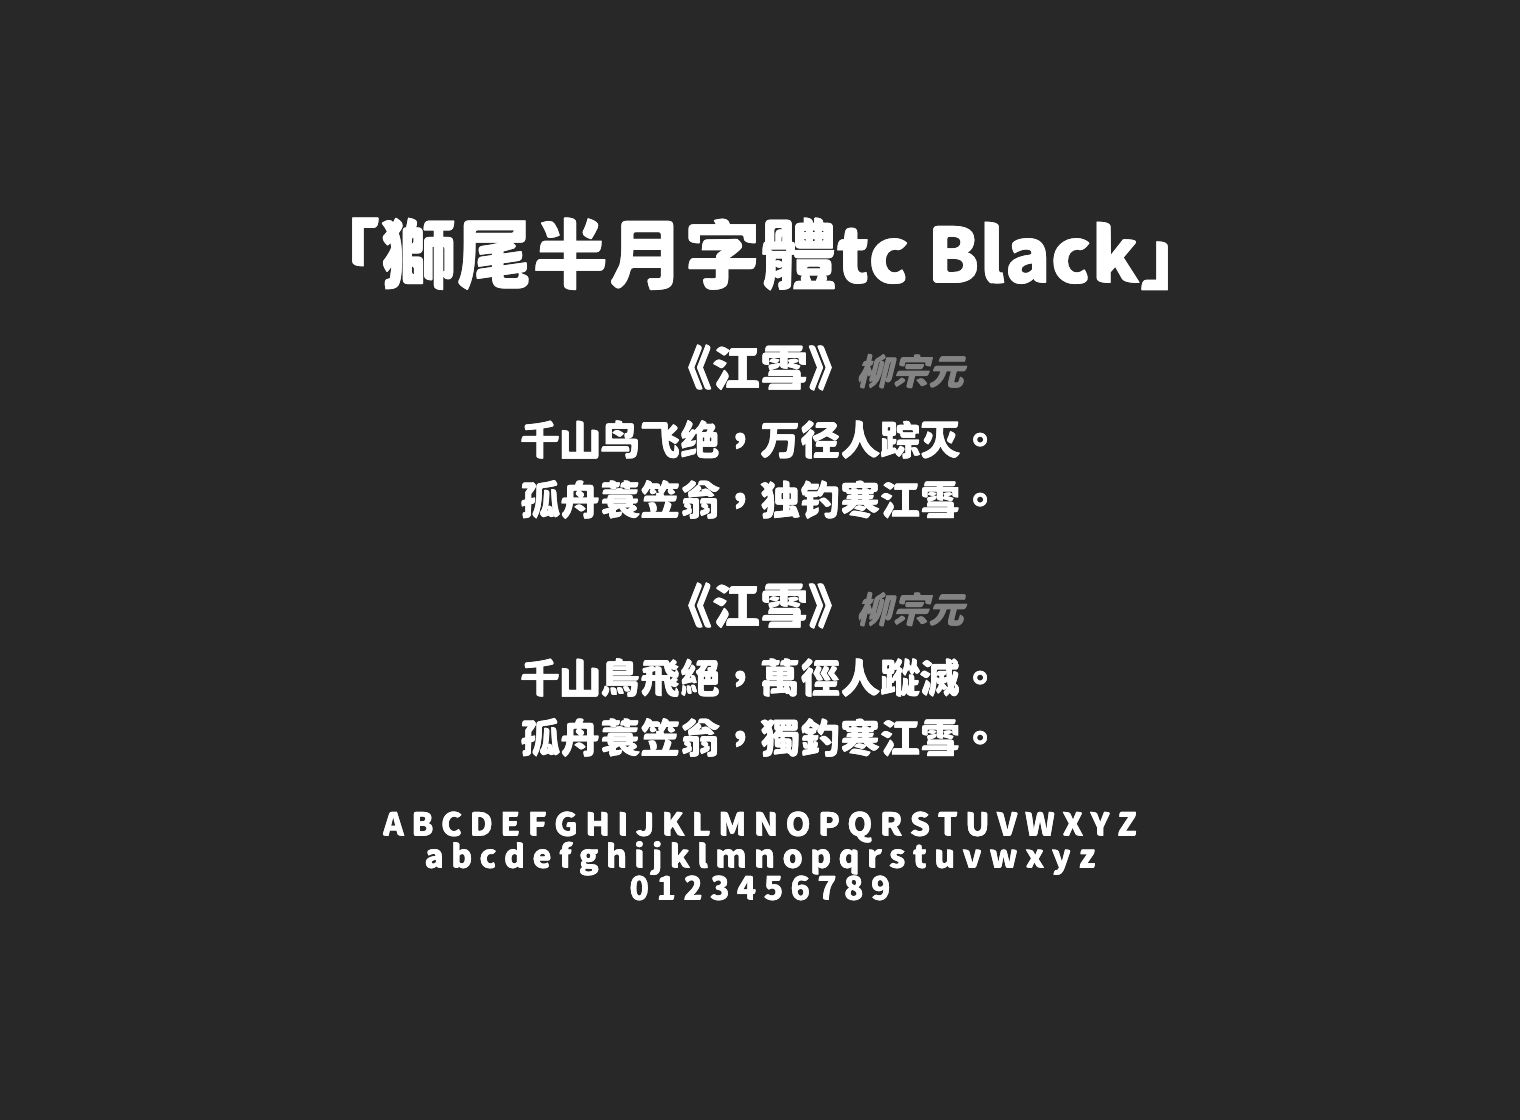 「獅尾半月字體tc Black」
《江雪》 柳宗元
千山鸟飞绝，万径人踪灭。
孤舟蓑笠翁，独钓寒江雪。
《江雪》 柳宗元
千山鳥飛絕，萬徑人蹤滅。
孤舟蓑笠翁，獨釣寒江雪。
A B C D E F G H I J K L M N O P Q R S T U V W X Y Z
a b c d e f g h i j k l m n o p q r s t u v w x y z
0 1 2 3 4 5 6 7 8 9